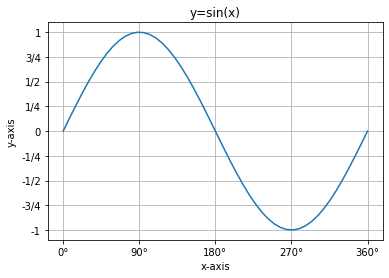 y=sin(x)
1
3/4
1/2
1/4
0
-1/4
-1/2
-3/4
-1
y-axis
0° 90° 180° 270° 360°
x-axis